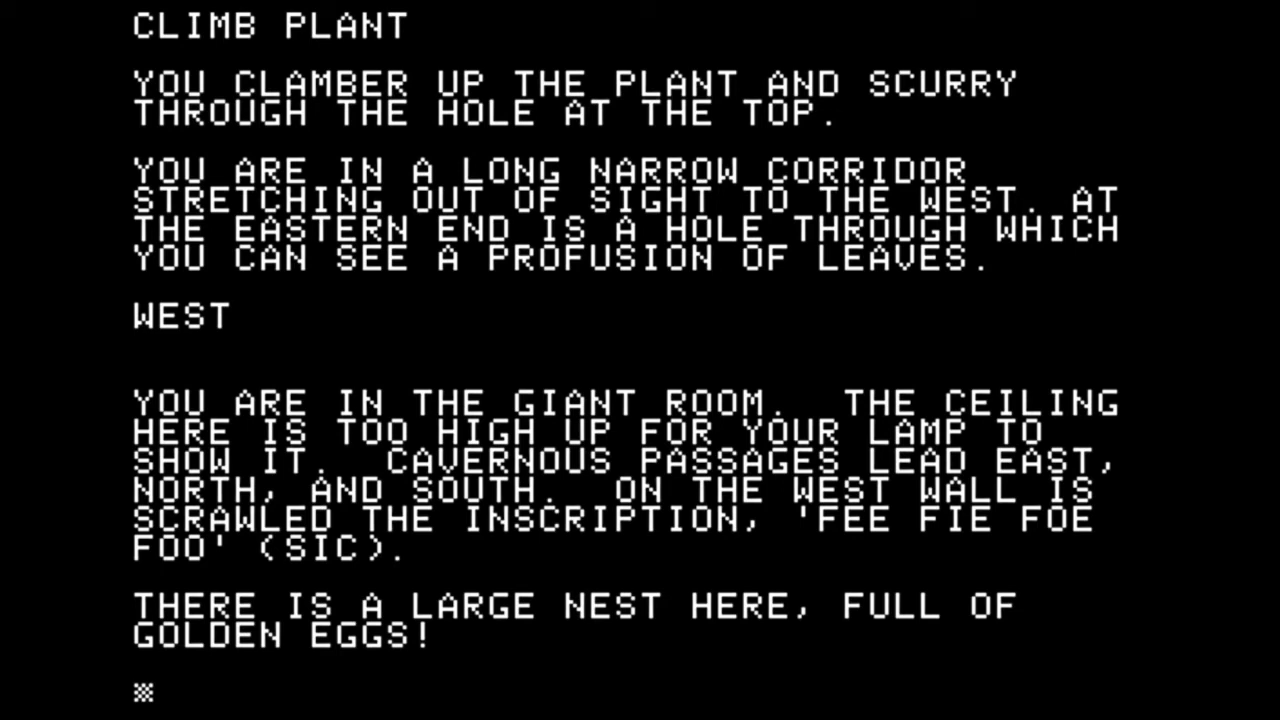 CLIMB PLANT
YOU CLAMBER UP THE PLANT AND SCURRY
THROUGH THE HOLE AT THE TOP.
YOU ARE IN A LONG NARROW CORRIDOR
STRETCHING OUT OF SIGHT TO THE WEST. AT
THE EASTERN END IS A HOLE THROUGH WHICH
YOU CAN SEE A PROFUSION OF LEAVES.
WEST
YOU ARE IN THE GIANT ROOM.  THE CEILING
HERE IS TOO HIGH UP FOR YOUR LAMP TO
SHOW IT.  CAVERNOUS PASSAGES LEAD EAST,
NORTH, AND SOUTH.  ON THE WEST WALL IS
SCRAWLED THE INSCRIPTION, 'FEE FIE FOE
FOO' (SIC).
THERE IS A LARGE NEST HERE, FULL OF
GOLDEN EGGS!